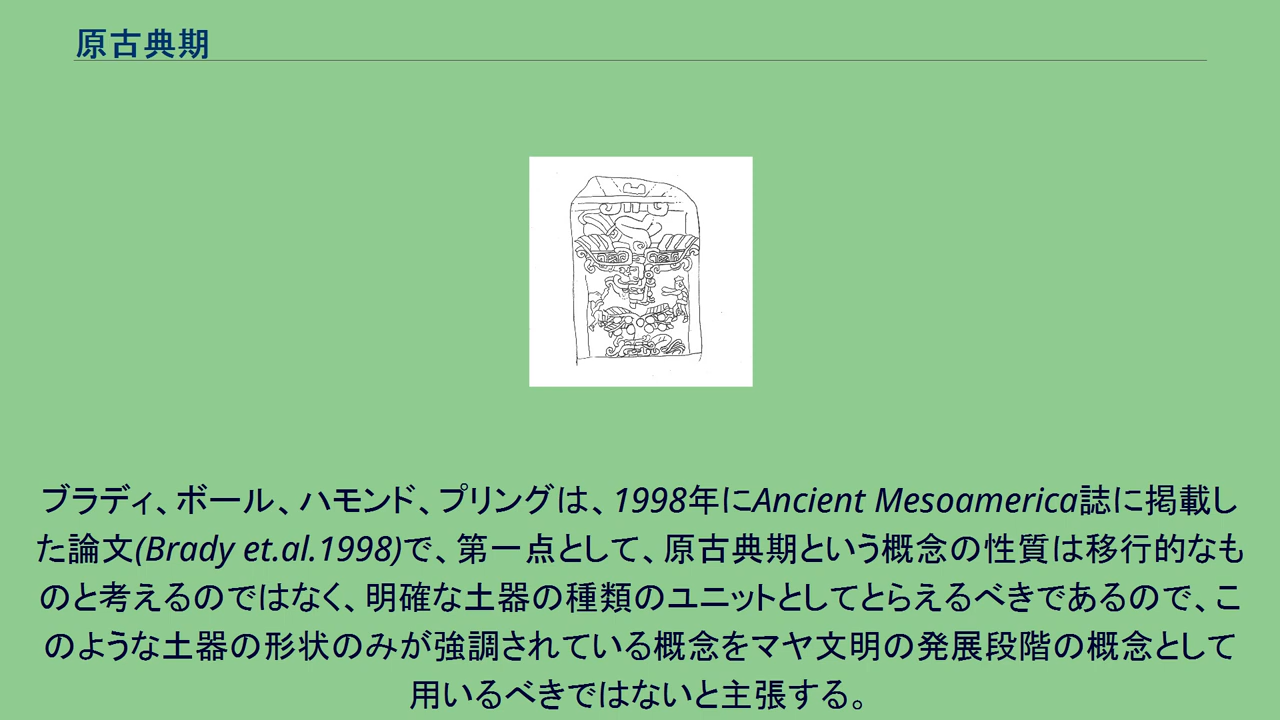 原古典期
ブラディ、ボール、ハモンド、プリングは、1998年にAncient Mesoamerica誌に掲載し
た論文(Brady et.al.1998)で、第一点として、原古典期という概念の性質は移行的なも
のと考えるのではなく、明確な土器の種類のユニットとしてとらえるべきであるので、こ
のような土器の形状のみが強調されている概念をマヤ文明の発展段階の概念として
用いるべきではないと主張する。